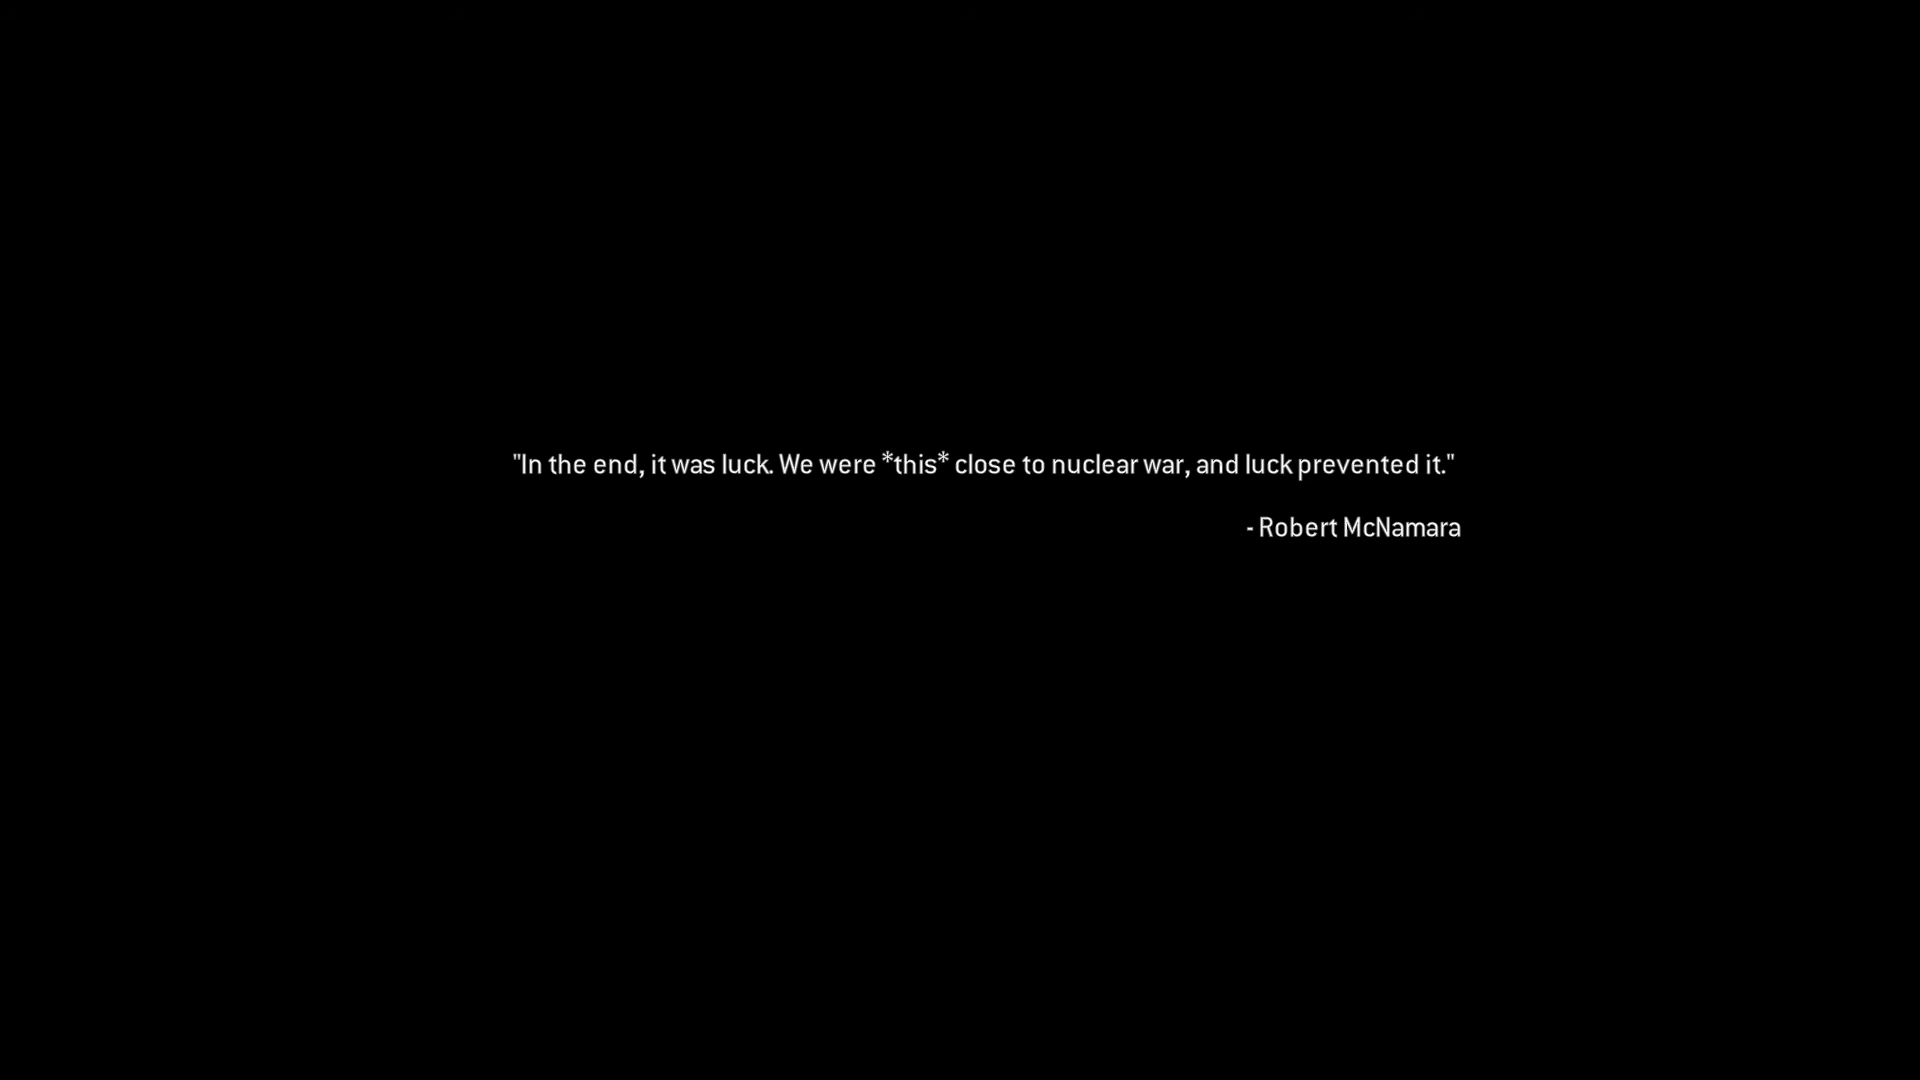 "In the end, it was luck. We were *this* close to nuclear war, and luck prevented it."
- Robert McNamara